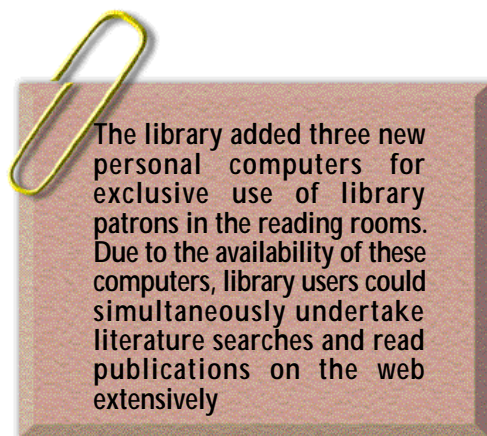 The library added three new
personal computers for
exclusive use of library
patrons in the reading rooms.
Due to the availability of these
computers, library users could
simultaneously undertake
literature searches and read
publications on the web
extensively